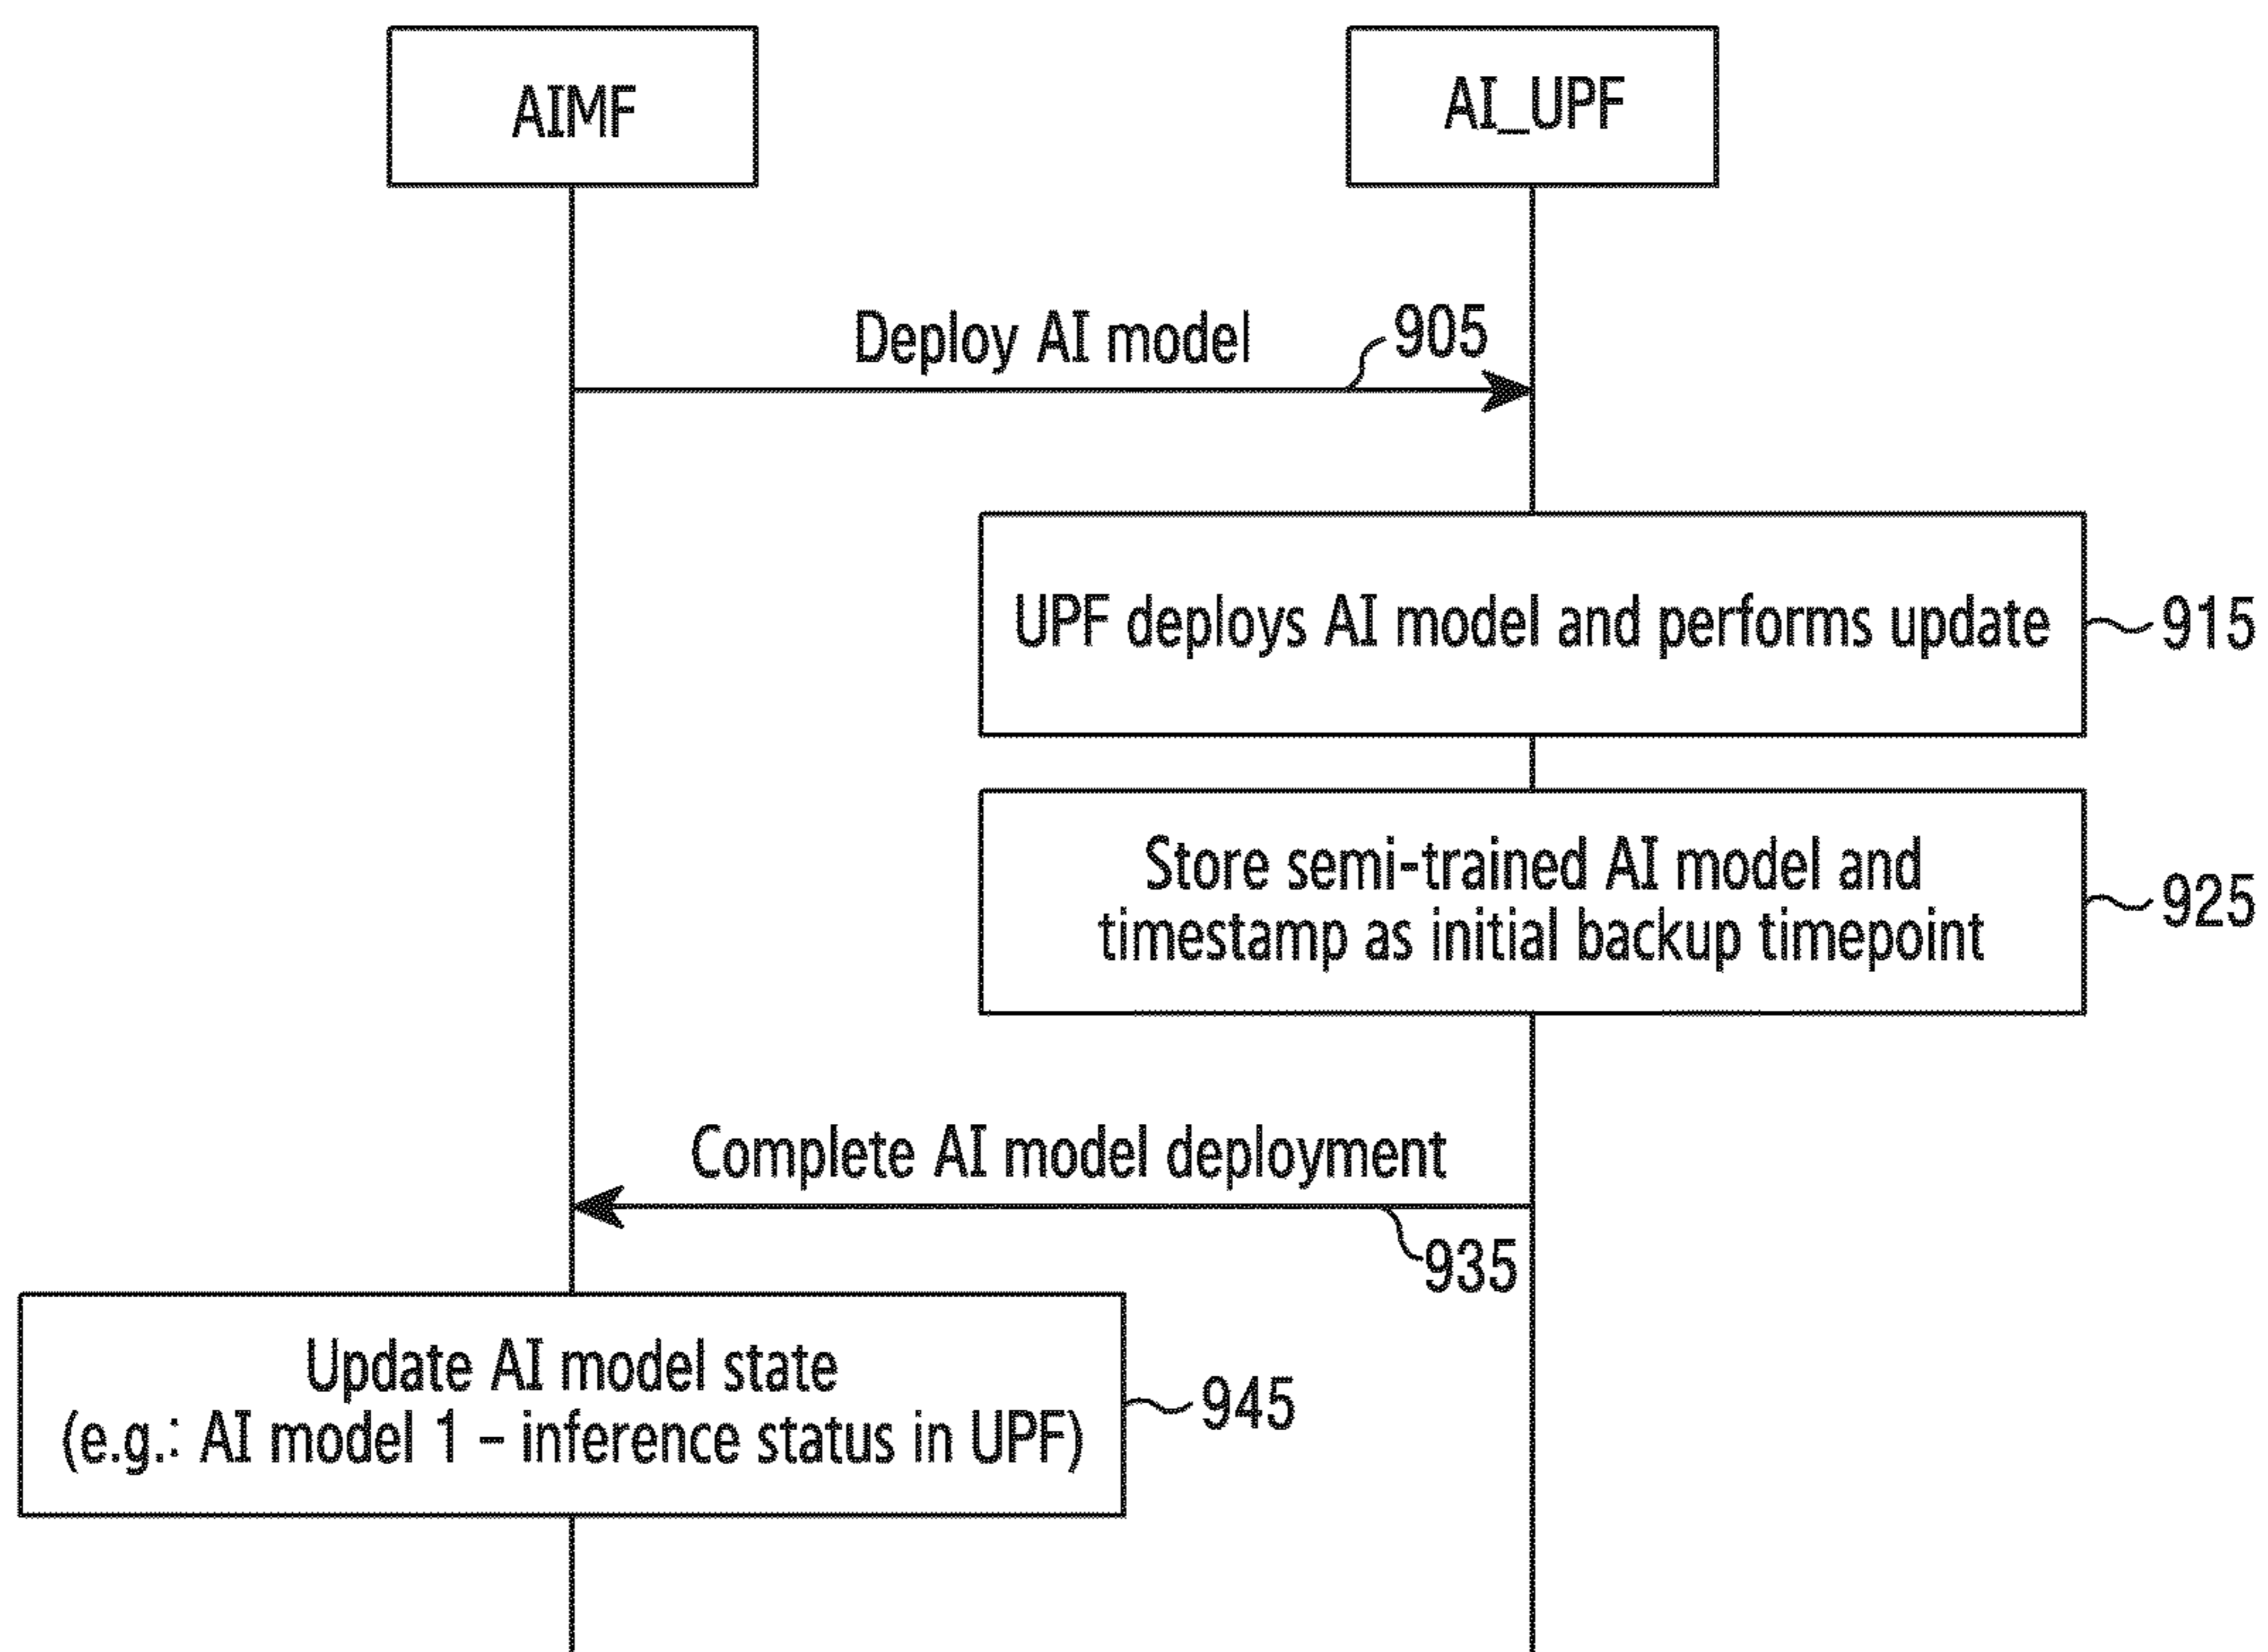 AIMF
AI_UPF
Deploy AI model
905
UPF deploys AI model and performs update
915
Store semi-trained AI model and
timestamp as initial backup timepoint
925
Complete AI model deployment
935
Update AI model state
(e.g.: AI model 1 – inference status in UPF)
945